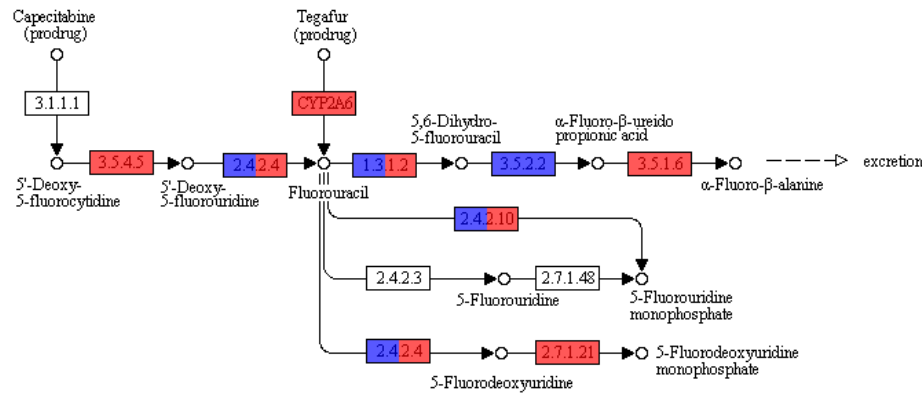 Capecitabine
(prodrug)
Tegafur
(prodrug)
3.1.1.1
CYP2A6
5,6-Dihydro-
5-fluorouracil
α-Fluoro-β-ureido
propionic acid
3.5.4.5
2.4.2.4
1.3.1.2
3.5.2.2
3.5.1.6
excretion
5'-Deoxy-
5-fluorocytidine
5'-Deoxy-
5-fluorouridine
Fluorouracil
α-Fluoro-β-alanine
2.4.2.10
2.4.2.3
2.7.1.48
5-Fluorouridine
5-Fluorouridine
monophosphate
2.4.2.4
2.7.1.21
5-Fluorodeoxyuridine
5-Fluorodeoxyuridine
monophosphate